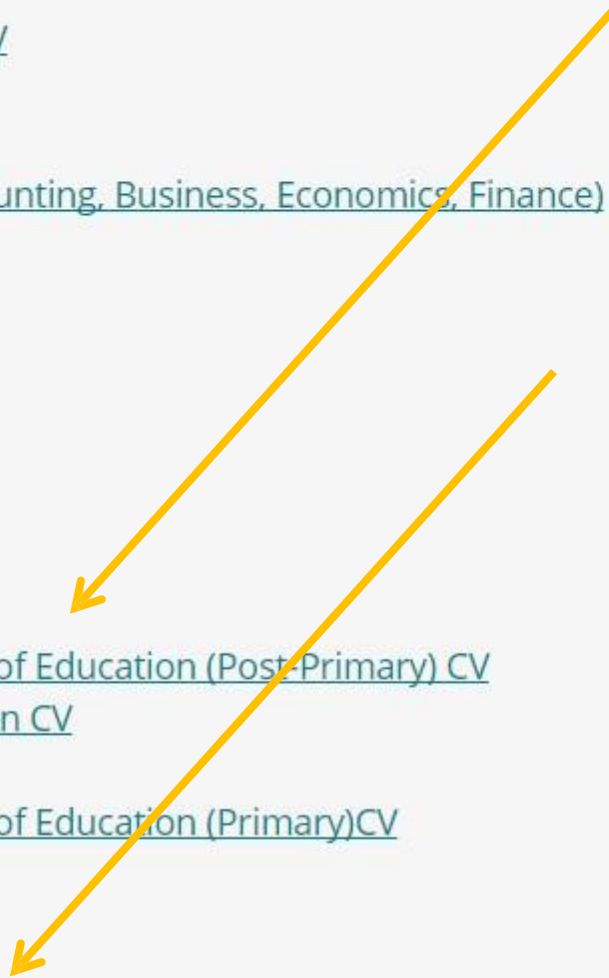 unting, Business, Economics, Finance)
of Education (Post-Primary) CV
n CV
of Education (Primary)CV